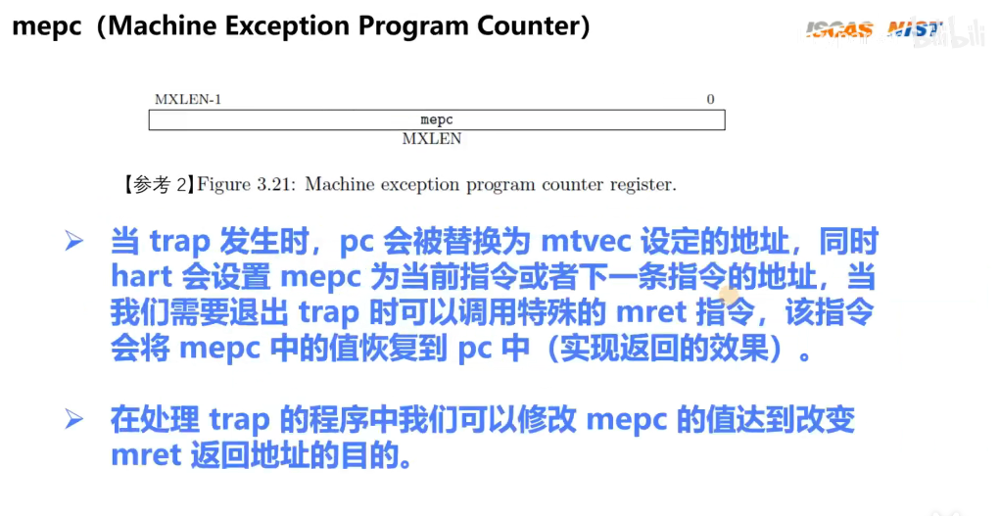 mepc（Machine Exception Program Counter）
ISCAS NIST
bilibili
MXLEN-1 0
mepc
MXLEN
【参考 2】Figure 3.21: Machine exception program counter register.
➢ 当 trap 发生时，pc 会被替换为 mtvec 设定的地址，同时
hart 会设置 mepc 为当前指令或者下一条指令的地址，当
我们需要退出 trap 时可以调用特殊的 mret 指令，该指令
会将 mepc 中的值恢复到 pc 中（实现返回的效果）。
➢ 在处理 trap 的程序中我们可以修改 mepc 的值达到改变
mret 返回地址的目的。